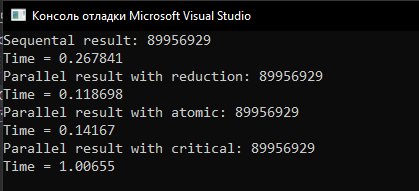 Консоль отладки Microsoft Visual Studio
Sequental result: 89956929
Time = 0.267841
Parallel result with reduction: 89956929
Time = 0.118698
Parallel result with atomic: 89956929
Time = 0.14167
Parallel result with critical: 89956929
Time = 1.00655